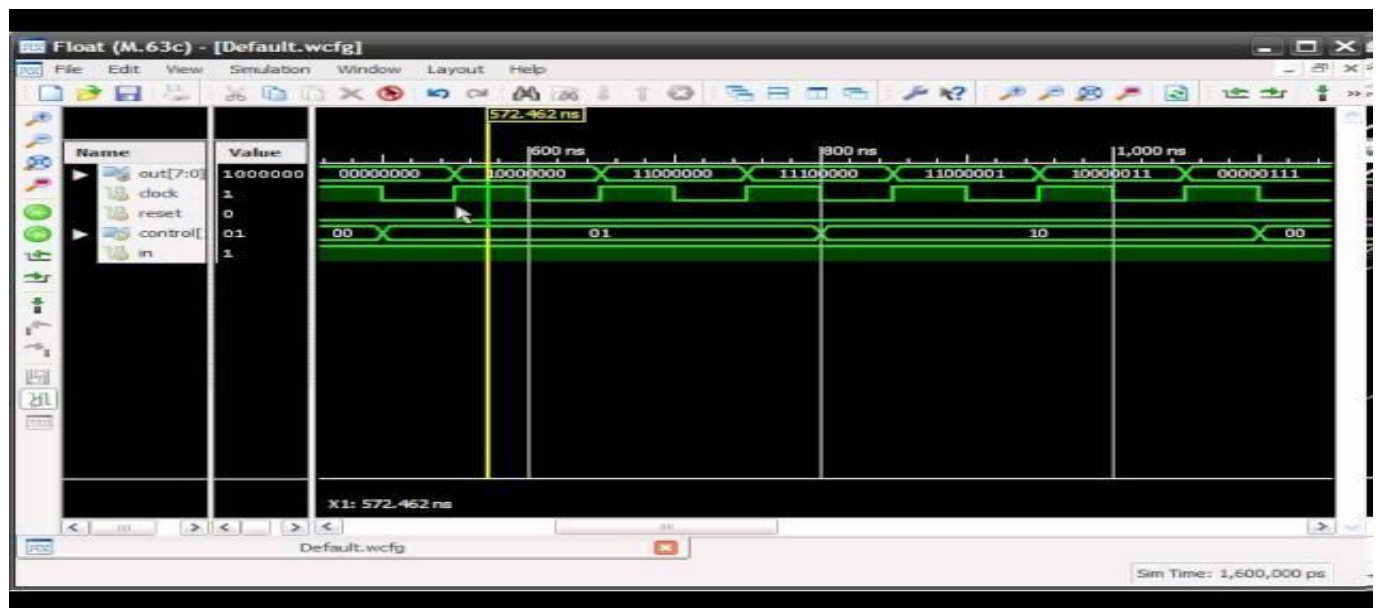 Float (M.63c) - [Default.wcfg]
File Edit View Simulation Window Layout Help
572.462 ns
Name Value 600 ns 800 ns 1,000 ns
out[7:0] 1000000 00000000 10000000 11000000 11100000 11000001 10000011 00000111
clock 1
reset 0
control[ 01 00 01 10 00
in 1
X1: 572.462 ns
Default.wcfg
Sim Time: 1,600,000 ps